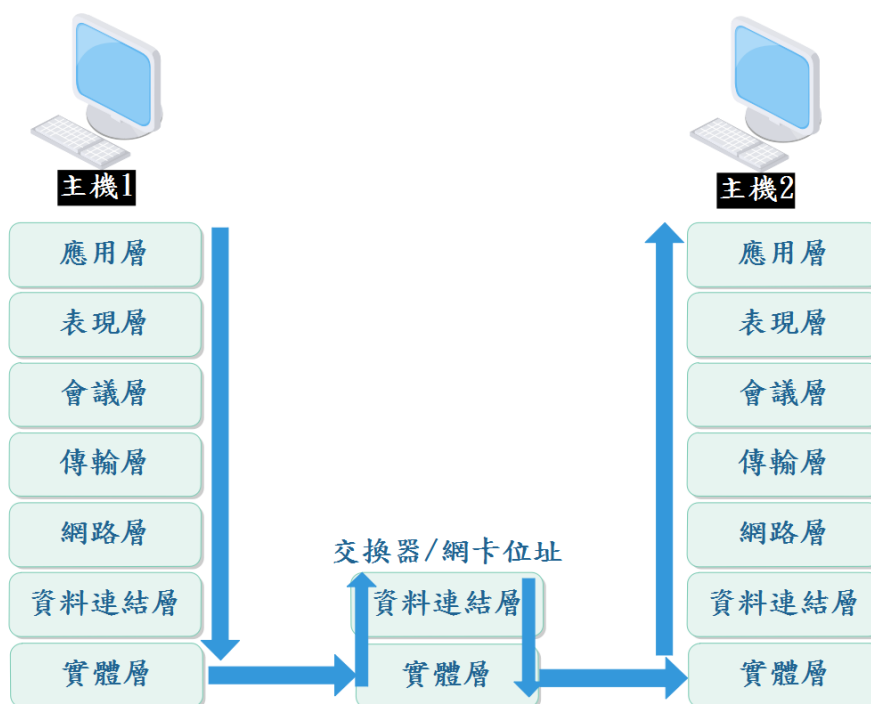 主機1
應用層
表現層
會議層
傳輸層
網路層
資料連結層
實體層
交換器/網卡位址
資料連結層
實體層
主機2
應用層
表現層
會議層
傳輸層
網路層
資料連結層
實體層